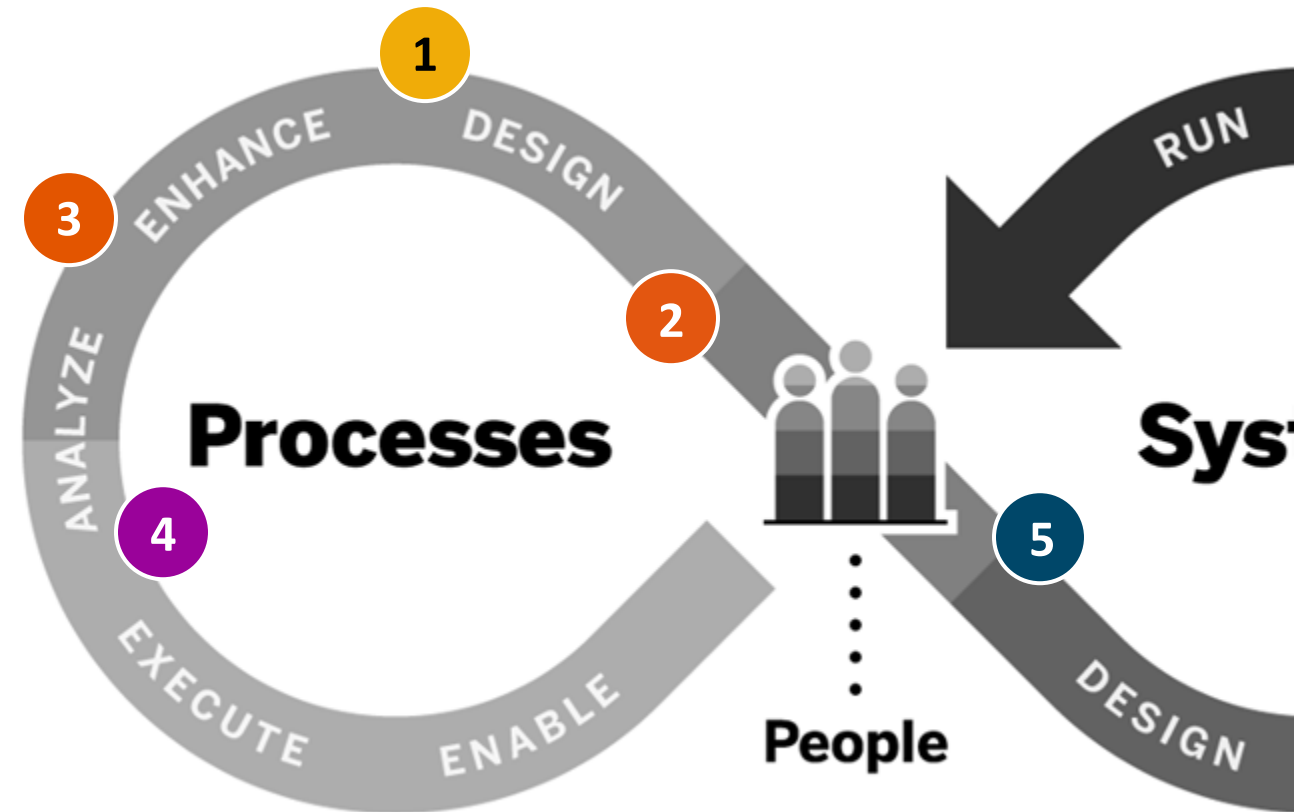 1
ENHANCE
DESIGN
RUN
3
2
ANALYZE
Processes
Syst
4
5
EXECUTE
ENABLE
DESIGN
People